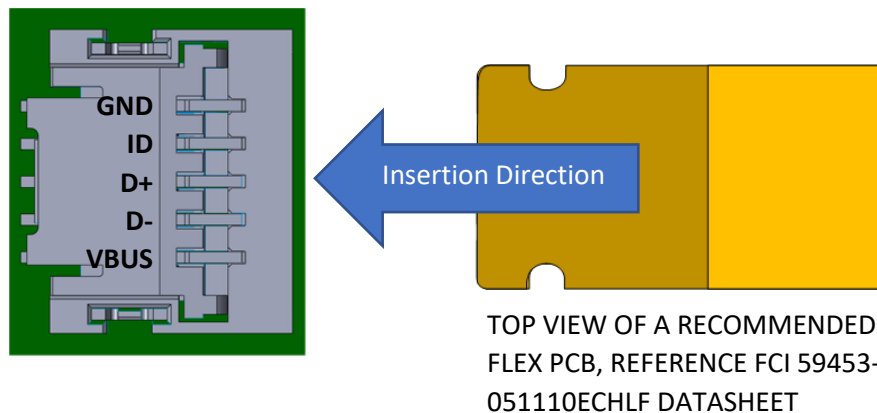 GND
ID
D+
D-
VBUS
Insertion Direction
TOP VIEW OF A RECOMMENDED
FLEX PCB, REFERENCE FCI 59453-
051110ECHLF DATASHEET